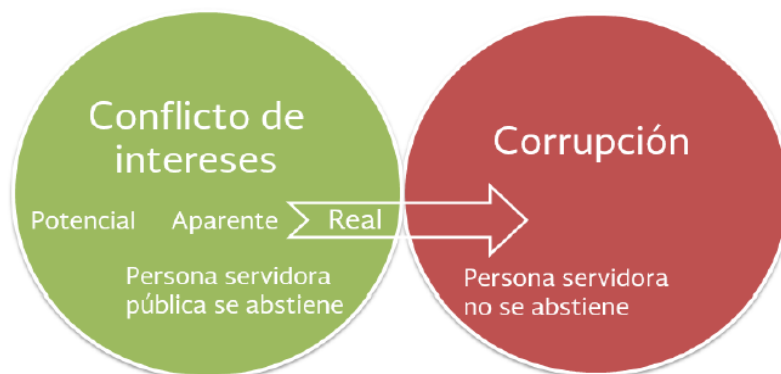 Conflicto de
intereses
Potencial
Aparente
Real
Persona servidora
pública se abstiene
Corrupción
Persona servidora
no se abstiene